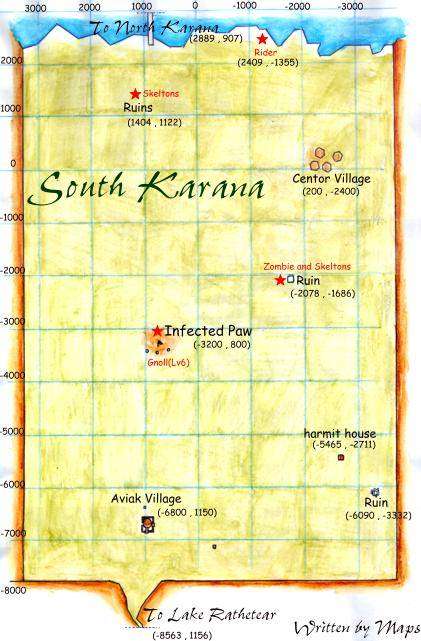 3000 2000 1000 0 -1000 -2000 -3000
To North Karana
(2889 , 907)
Rider
(2409 , -1355)
2000
Skeltons
Ruins
(1404 , 1122)
1000
0
Centor Village
(200 , -2400)
South Karana
-1000
-2000
Zombie and Skeltons
Ruin
(-2078 , -1686)
-3000
Infected Paw
(-3200 , 800)
Gnoll(Lv6)
-4000
-5000
harmit house
(-5465 , -2711)
-6000
Aviak Village
(-6800 , 1150)
Ruin
(-6090 , -3332)
-7000
-8000
To Lake Rathetear
(-8563 , 1156)
Written by Maps